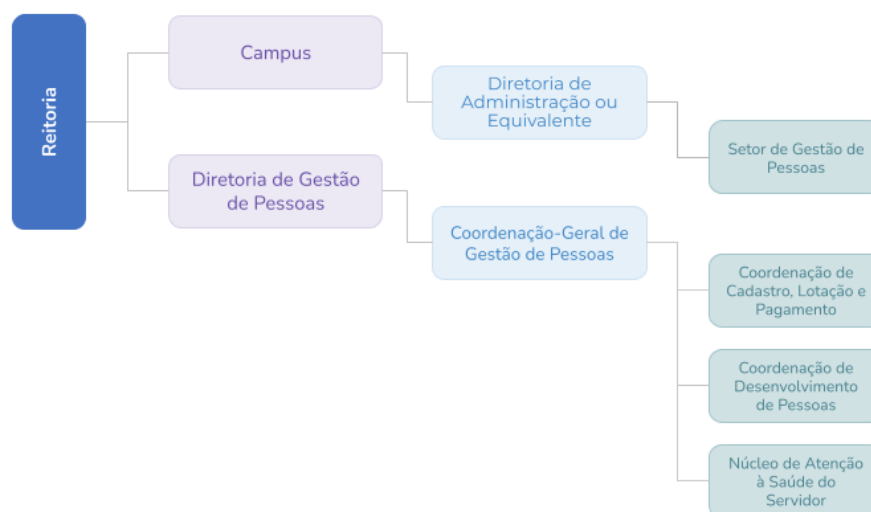 Reitoria
Campus
Diretoria de Gestão
de Pessoas
Diretoria de
Administração ou
Equivalente
Coordenação-Geral de
Gestão de Pessoas
Setor de Gestão de
Pessoas
Coordenação de
Cadastro, Lotação e
Pagamento
Coordenação de
Desenvolvimento
de Pessoas
Núcleo de Atenção
à Saúde do
Servidor